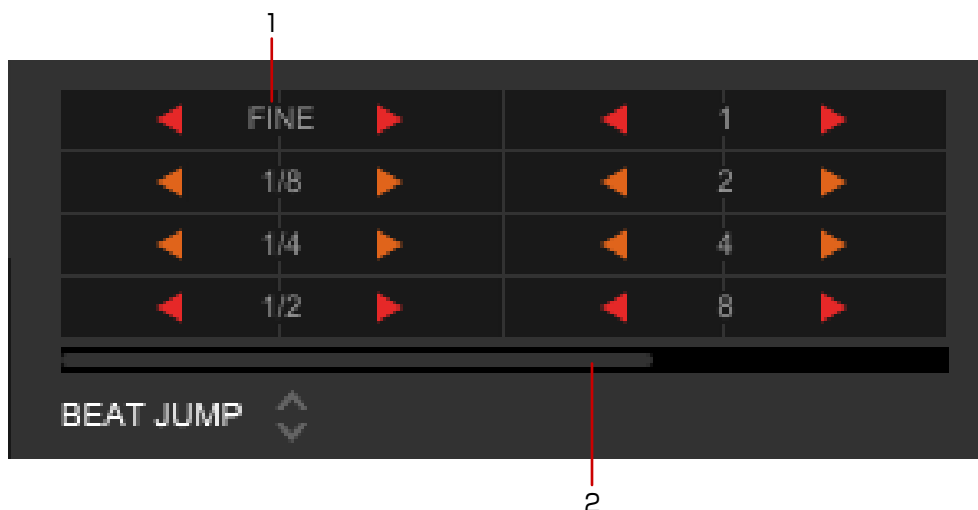 1
FINE 1
1/8 2
1/4 4
1/2 8
BEAT JUMP
2